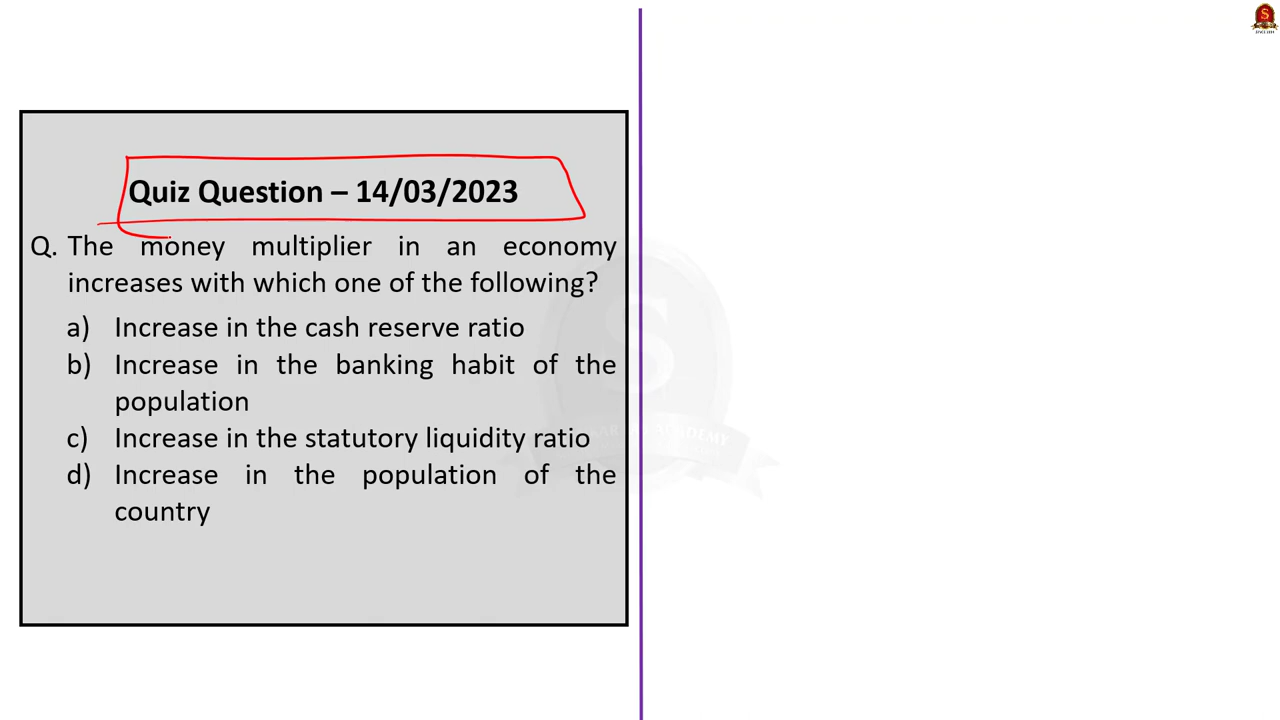 Quiz Question – 14/03/2023
Q. The money multiplier in an economy
increases with which one of the following?
a) Increase in the cash reserve ratio
b) Increase in the banking habit of the
population
c) Increase in the statutory liquidity ratio
d) Increase in the population of the
country